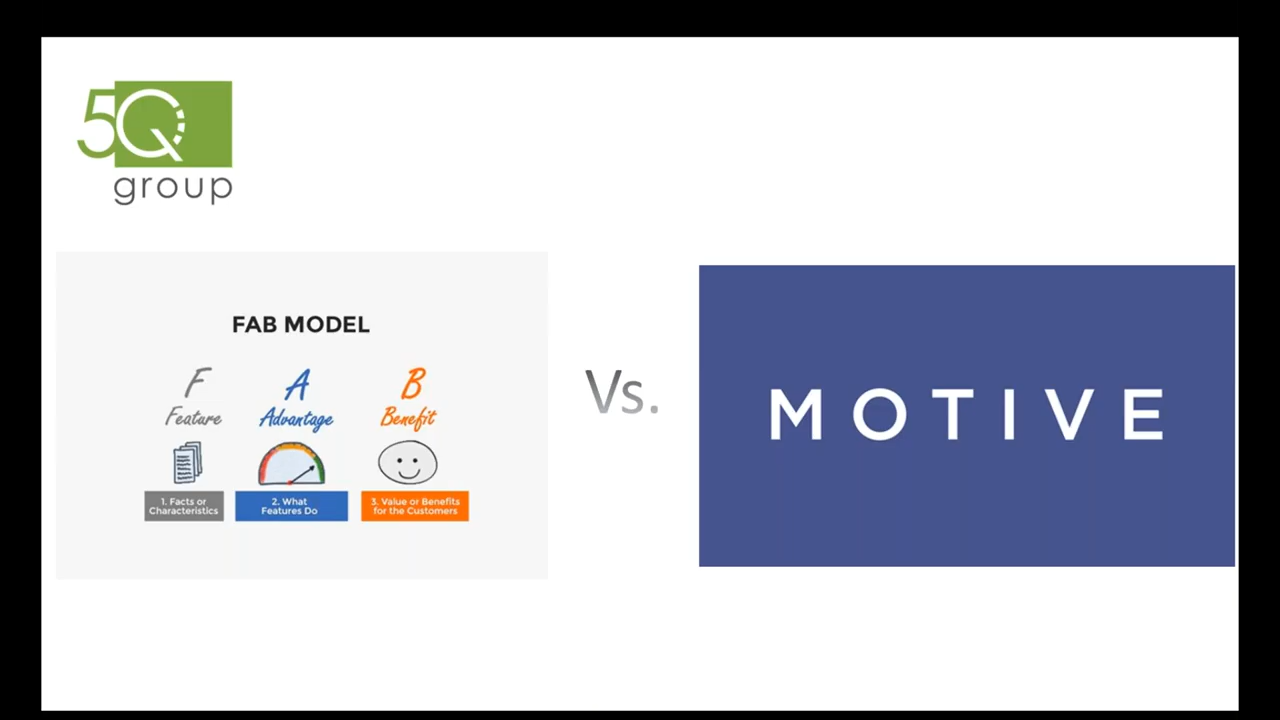 5Q
group
FAB MODEL
F A B
Feature Advantage Benefit
1. Facts or
Characteristics
2. What
Features Do
3. Value or Benefits
for the Customers
Vs.
MOTIVE